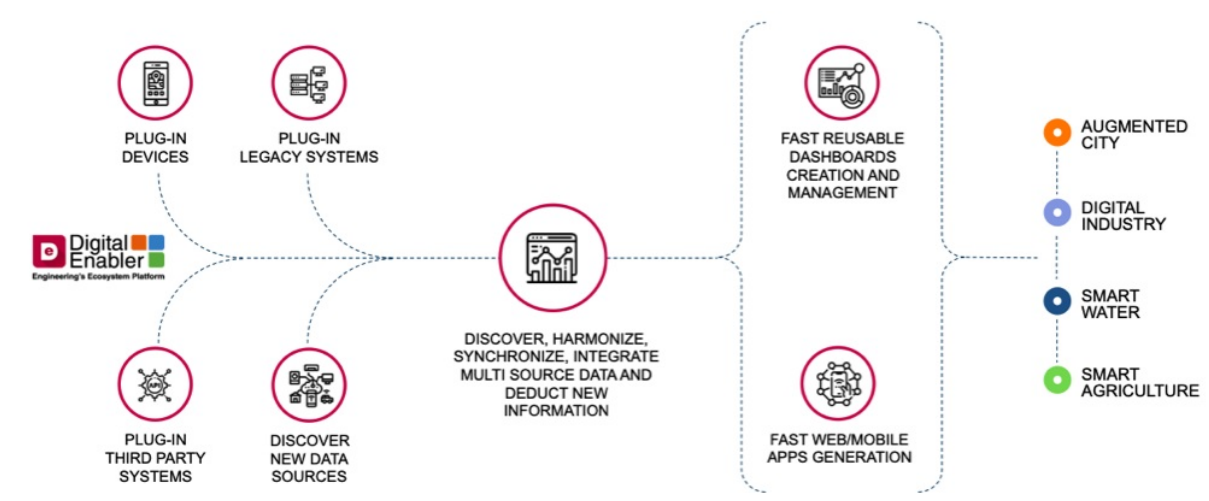 PLUG-IN
DEVICES
PLUG-IN
LEGACY SYSTEMS
e
Digital
Enabler
Engineering's Ecosystem Platform
API
PLUG-IN
THIRD PARTY
SYSTEMS
DISCOVER
NEW DATA
SOURCES
DISCOVER, HARMONIZE,
SYNCHRONIZE, INTEGRATE
MULTI SOURCE DATA AND
DEDUCT NEW
INFORMATION
FAST REUSABLE
DASHBOARDS
CREATION AND
MANAGEMENT
FAST WEB/MOBILE
APPS GENERATION
AUGMENTED
CITY
DIGITAL
INDUSTRY
SMART
WATER
SMART
AGRICULTURE